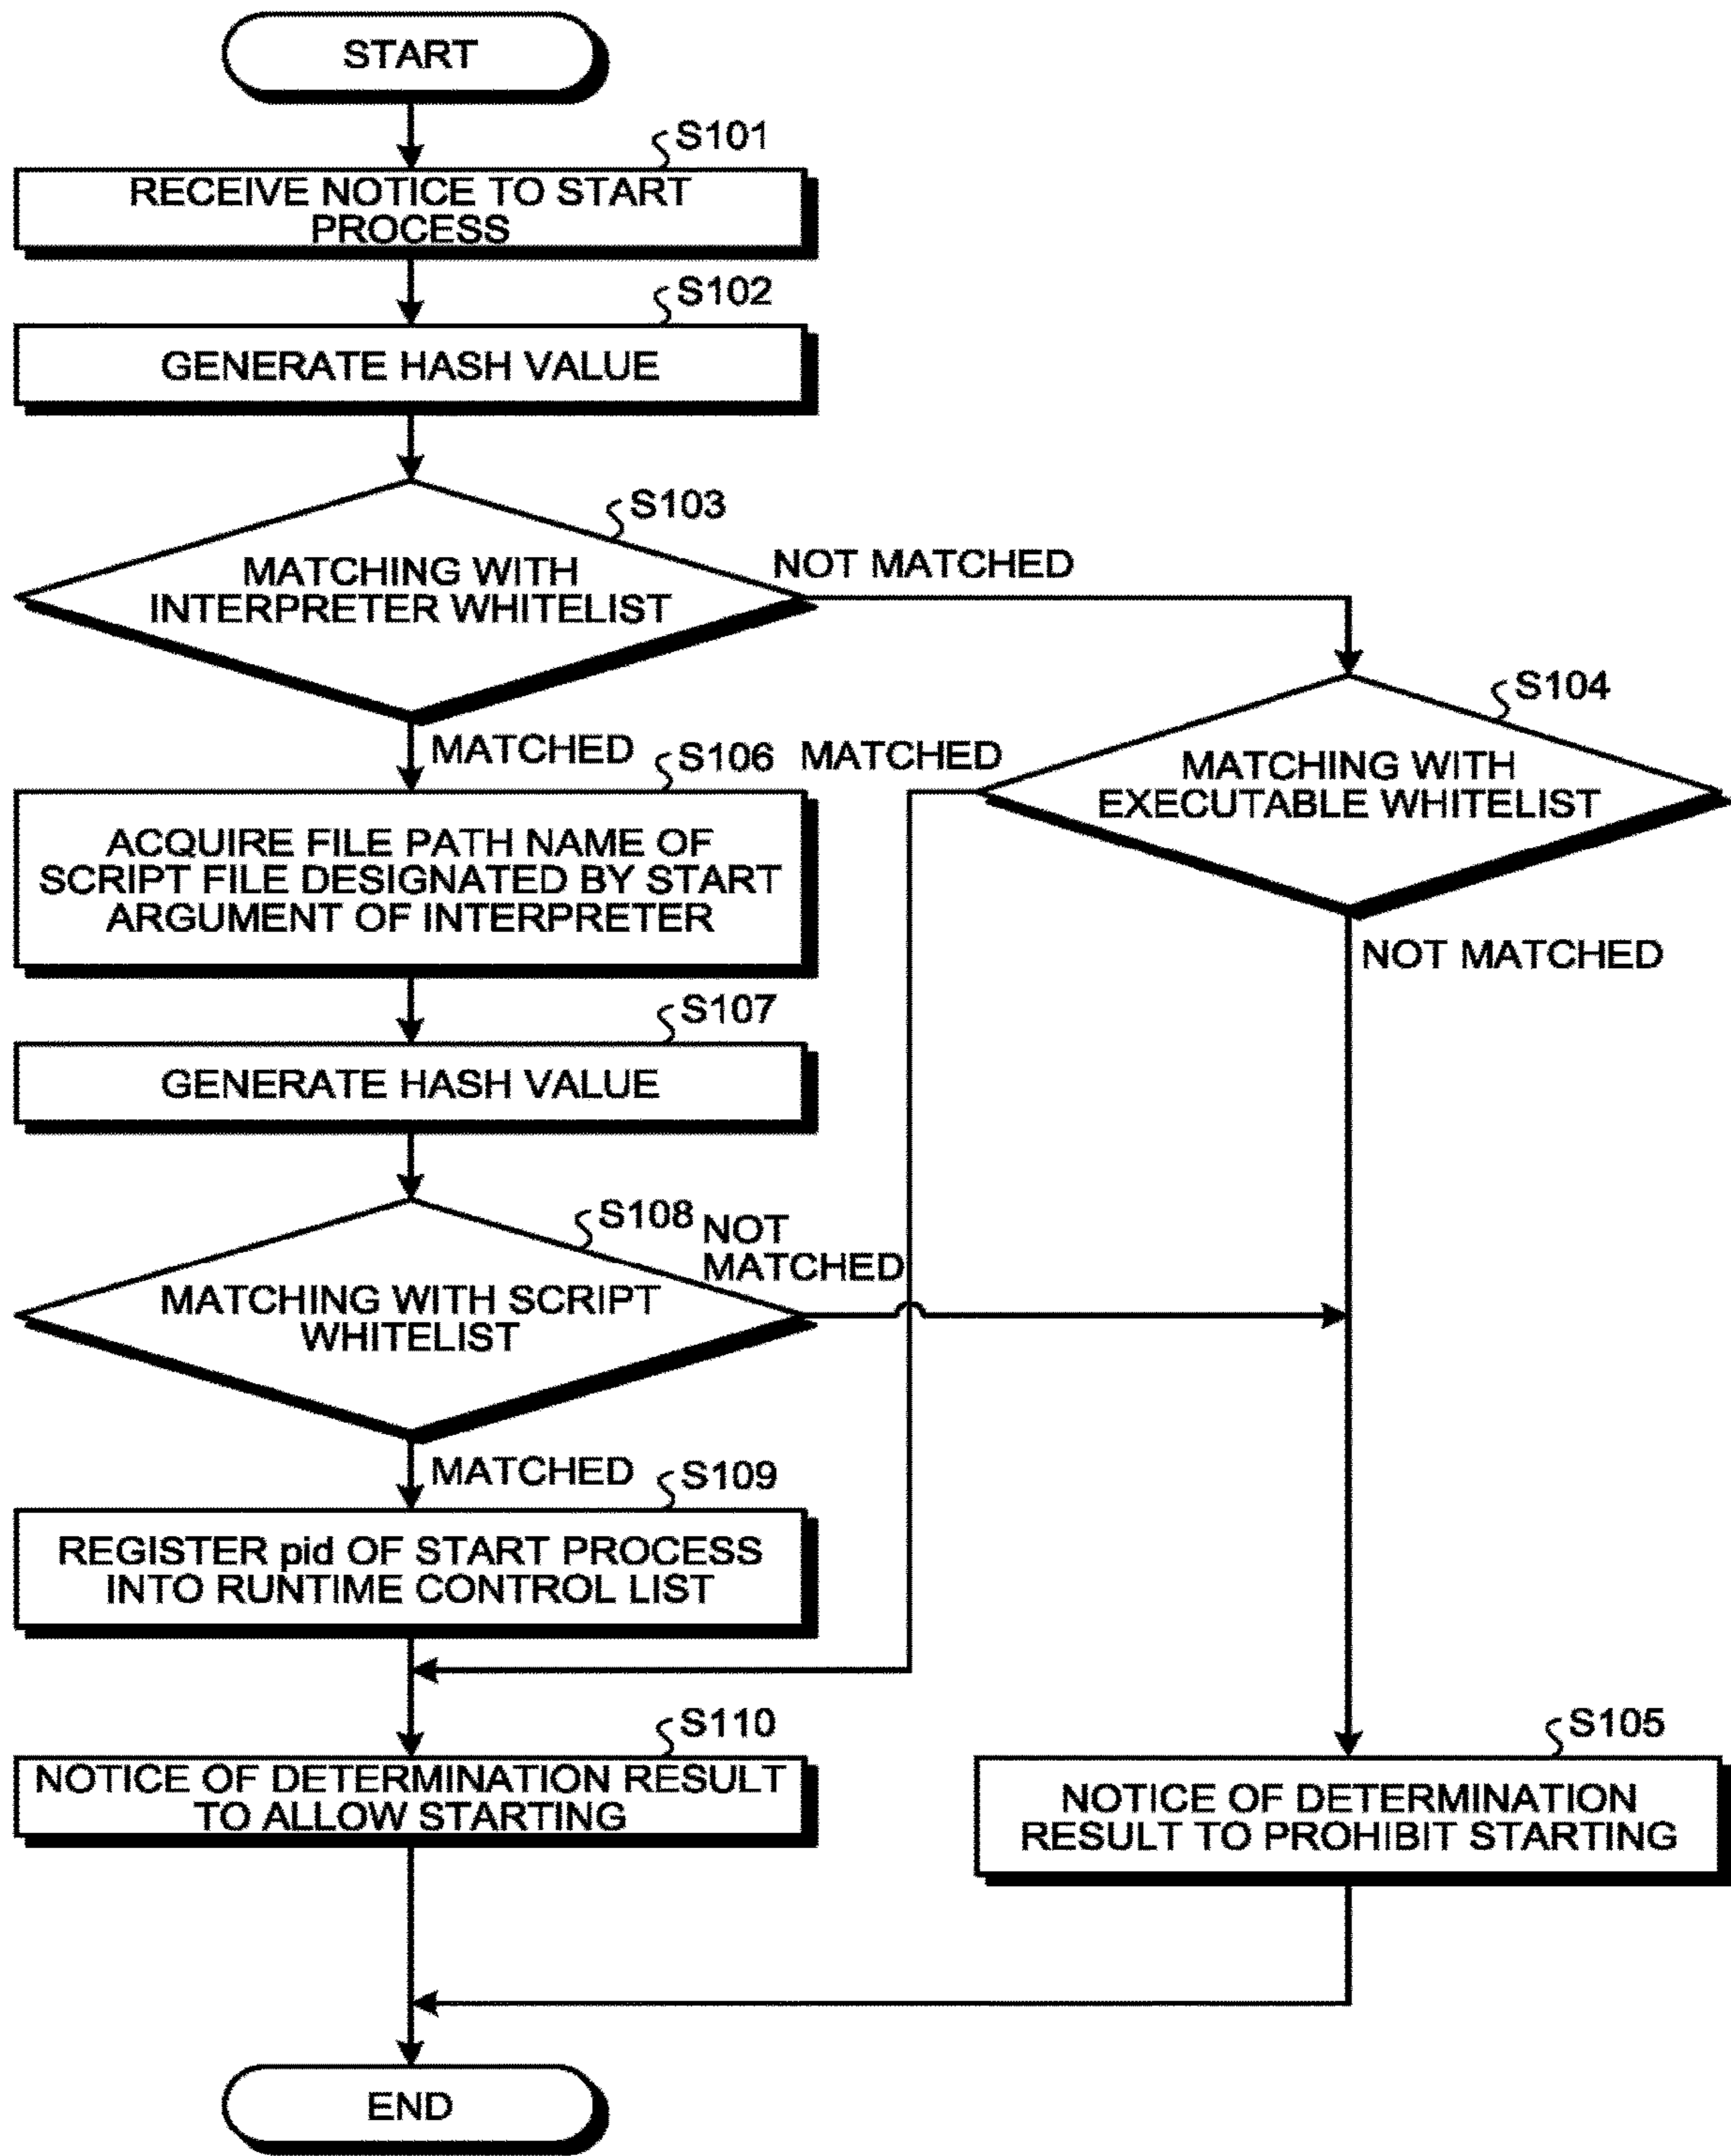 START
S101
RECEIVE NOTICE TO START
PROCESS
S102
GENERATE HASH VALUE
S103
MATCHING WITH
INTERPRETER WHITELIST
NOT MATCHED
MATCHED
S104
MATCHING WITH
EXECUTABLE WHITELIST
MATCHED
NOT MATCHED
S106
ACQUIRE FILE PATH NAME OF
SCRIPT FILE DESIGNATED BY START
ARGUMENT OF INTERPRETER
S107
GENERATE HASH VALUE
S108
MATCHING WITH SCRIPT
WHITELIST
NOT
MATCHED
MATCHED
S109
REGISTER pid OF START PROCESS
INTO RUNTIME CONTROL LIST
S110
NOTICE OF DETERMINATION RESULT
TO ALLOW STARTING
S105
NOTICE OF DETERMINATION
RESULT TO PROHIBIT STARTING
END